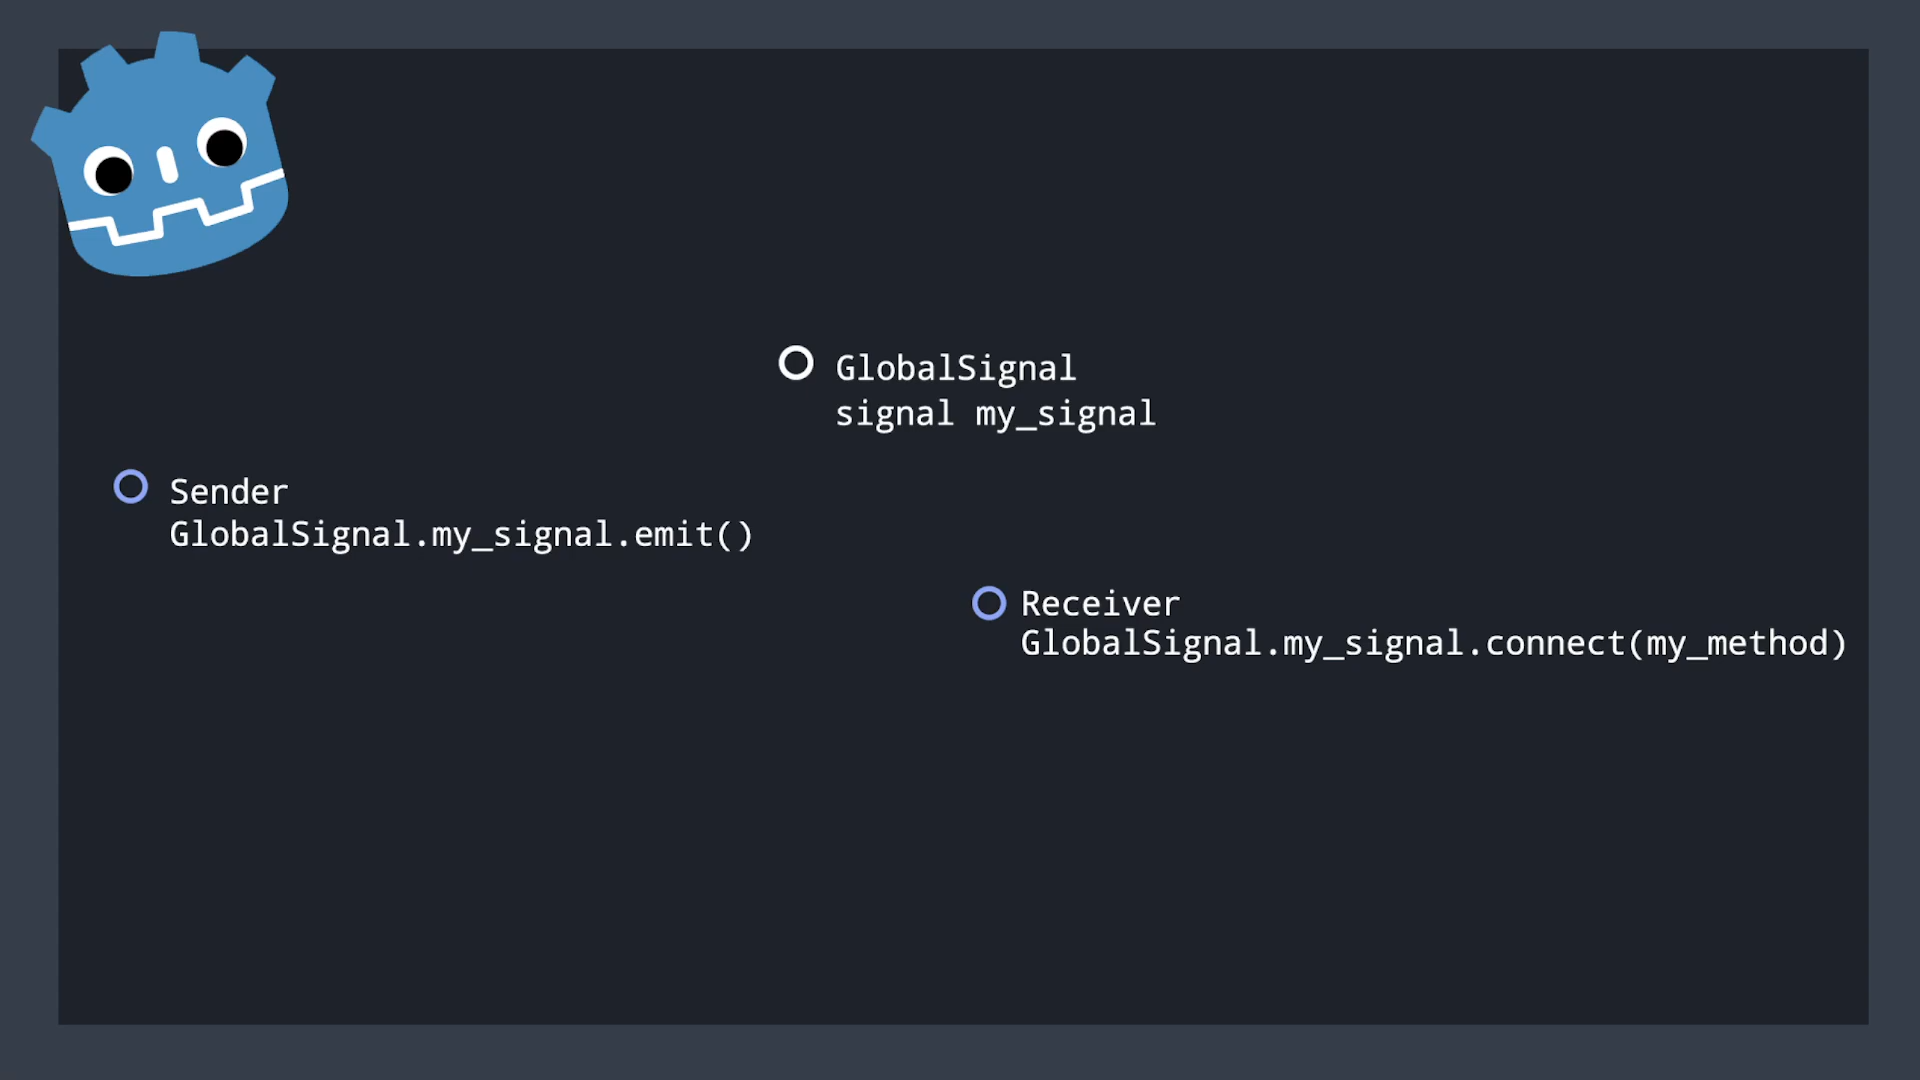 GlobalSignal
signal my_signal
Sender
GlobalSignal.my_signal.emit()
Receiver
GlobalSignal.my_signal.connect(my_method)